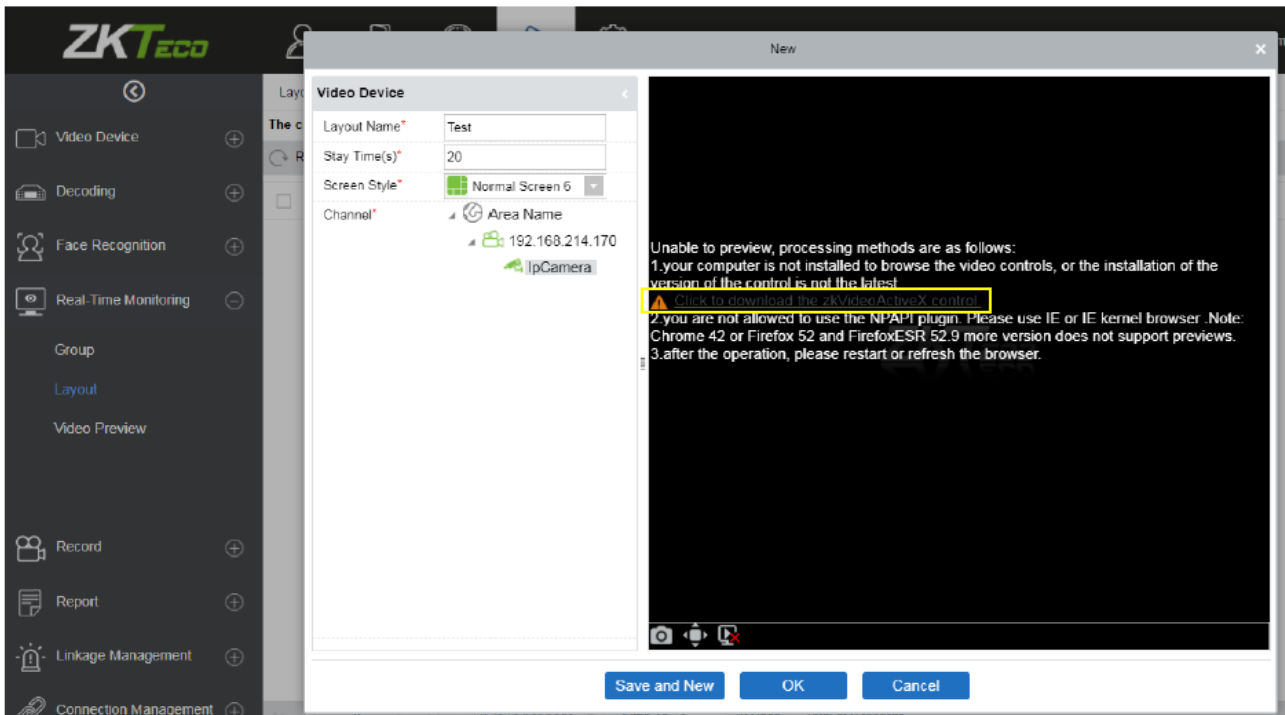 ZKTECO
New
Video Device
Layout Name*
Test
Stay Time(s)*
20
Screen Style*
Normal Screen 6
Channel*
Area Name
192.168.214.170
IpCamera
Unable to preview, processing methods are as follows:
1.your computer is not installed to browse the video controls, or the installation of the
version of the control is not the latest
Click to download the zkVideoActiveX control.
2.you are not allowed to use the NPAPI plugin. Please use IE or IE kernel browser .Note:
Chrome 42 or Firefox 52 and FirefoxESR 52.9 more version does not support previews.
3.after the operation, please restart or refresh the browser.
Save and New
OK
Cancel
Video Device
Decoding
Face Recognition
Real-Time Monitoring
Group
Layout
Video Preview
Record
Report
Linkage Management
Connection Management
The c